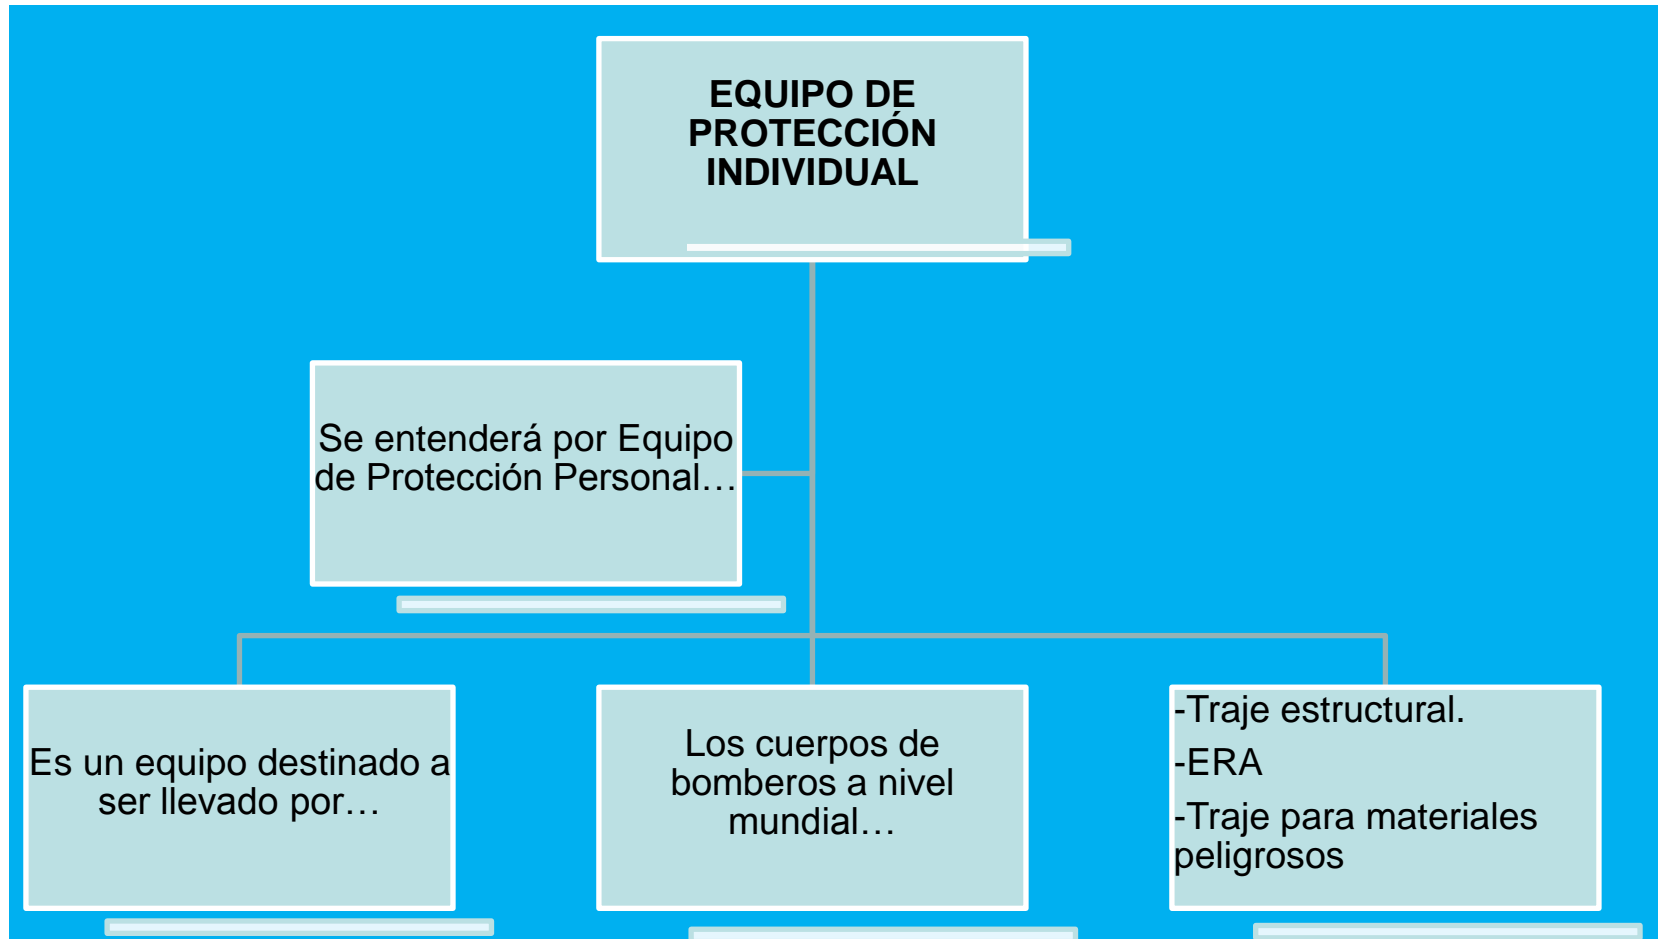 EQUIPO DE
PROTECCIÓN
INDIVIDUAL
Se entenderá por Equipo
de Protección Personal…
Es un equipo destinado a
ser llevado por…
Los cuerpos de
bomberos a nivel
mundial…
-Traje estructural.
-ERA
-Traje para materiales
peligrosos